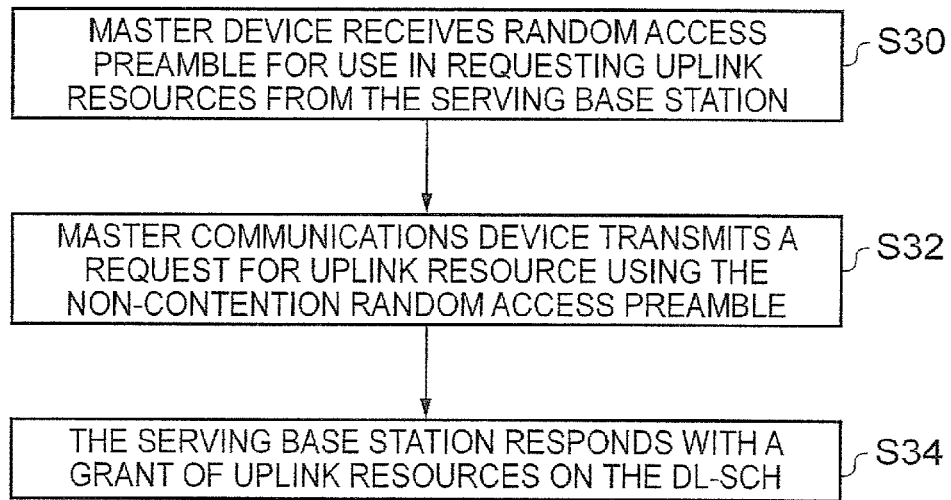 MASTER DEVICE RECEIVES RANDOM ACCESS
PREAMBLE FOR USE IN REQUESTING UPLINK
RESOURCES FROM THE SERVING BASE STATION
S30
MASTER COMMUNICATIONS DEVICE TRANSMITS A
REQUEST FOR UPLINK RESOURCE USING THE
NON-CONTENTION RANDOM ACCESS PREAMBLE
S32
THE SERVING BASE STATION RESPONDS WITH A
GRANT OF UPLINK RESOURCES ON THE DL-SCH
S34